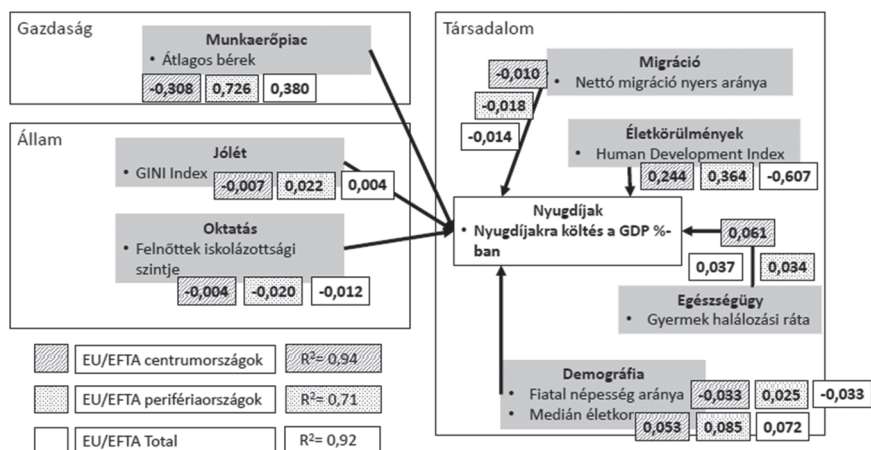 Gazdaság
Munkaerőpiac
• Átlagos bérek
-0,308 0,726 0,380
Állam
Jólét
• GINI Index
-0,007 0,022 0,004
Oktatás
• Felnőttek iskolázottsági
szintje
-0,004 -0,020 -0,012
Társadalom
Migráció
• Nettó migráció nyers aránya
-0,010
-0,018
-0,014
Életkörülmények
• Human Development Index
0,244 0,364 -0,607
Nyugdíjak
• Nyugdíjakra költés a GDP %-
ban
0,061
0,037 0,034
Egészségügy
• Gyermek halálozási ráta
Demográfia
• Fiatal népesség aránya -0,033 0,025 -0,033
• Medián életkor
0,053 0,085 0,072
EU/EFTA centrumországok R²= 0,94
EU/EFTA perifériaországok R²= 0,71
EU/EFTA Total R²= 0,92